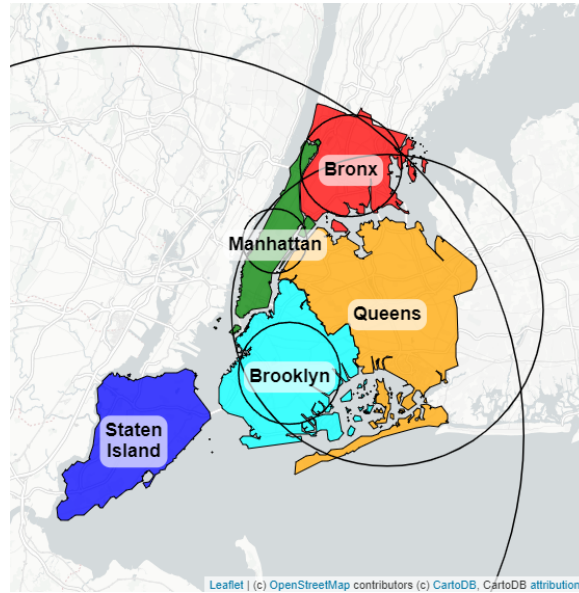 Bronx
Manhattan
Queens
Brooklyn
Staten
Island
Leaflet | (c) OpenStreetMap contributors (c) CartoDB, CartoDB attribution